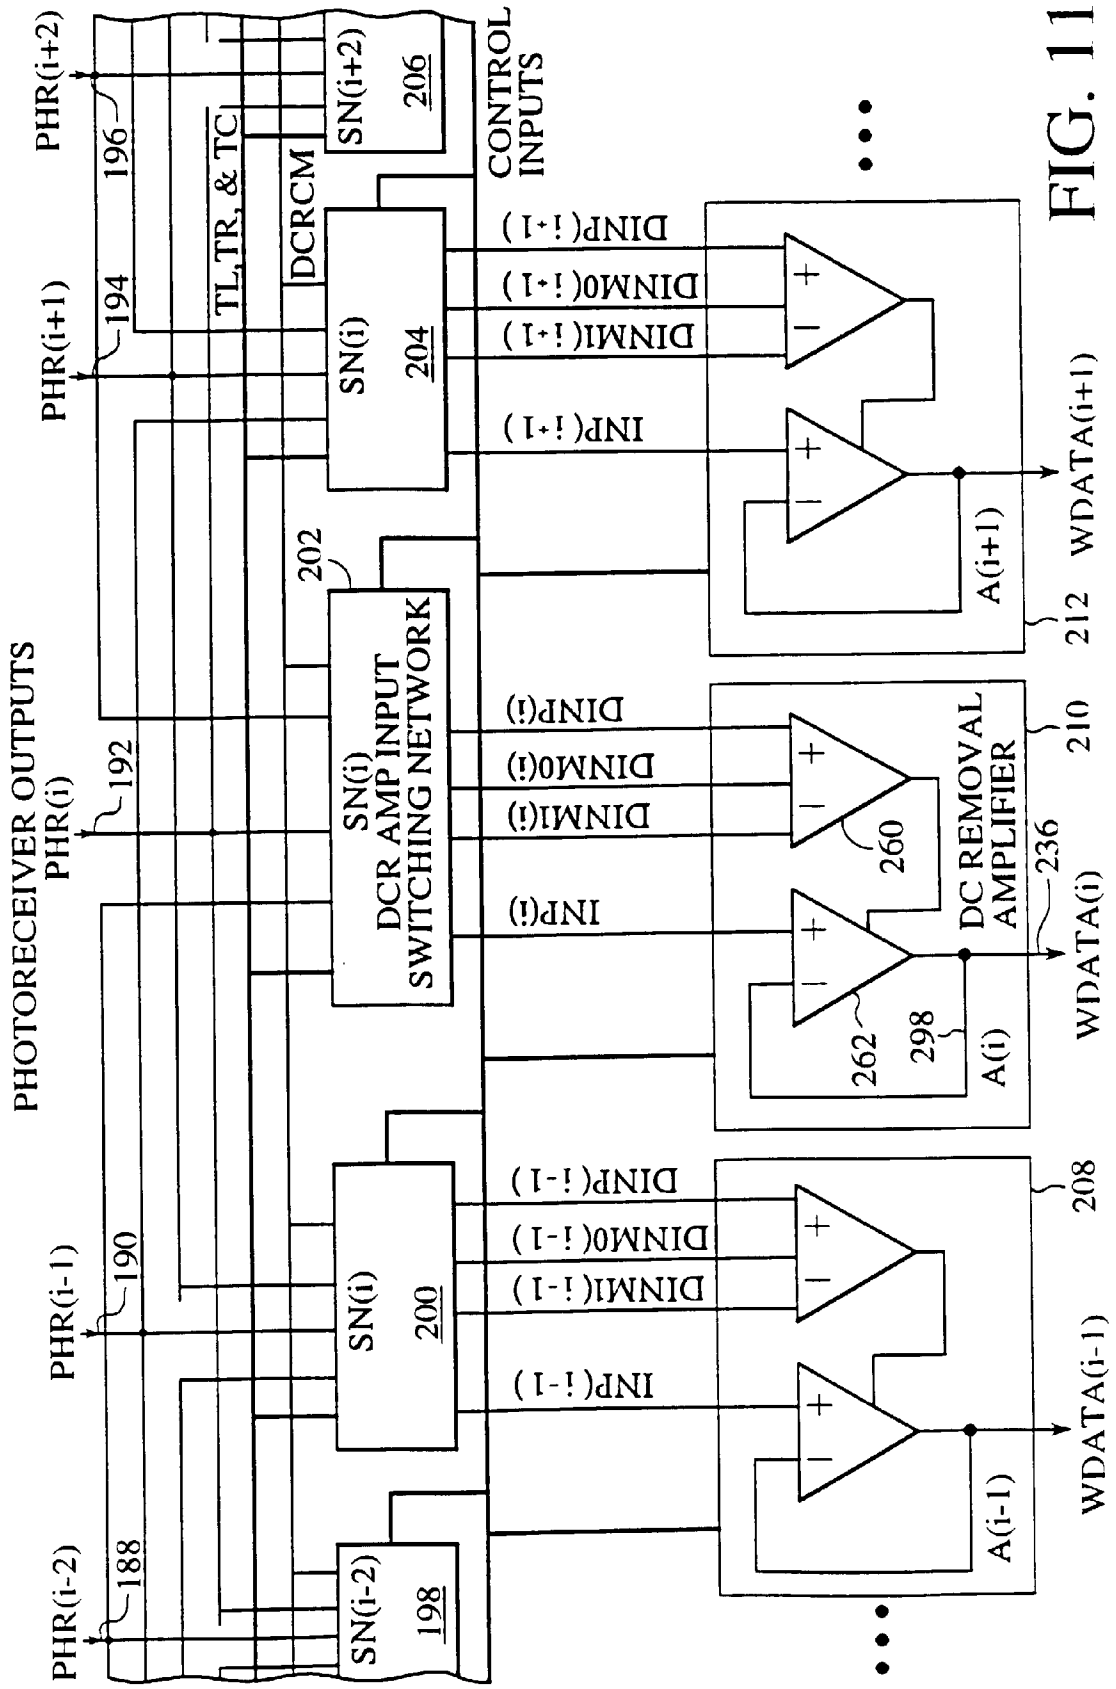 PHOTORECEIVER OUTPUTS
PHR(i-2)
PHR(i-1)
PHR(i)
PHR(i+1)
PHR(i+2)
188
190
192
194
196
TL,TR, & TC
DCRCM
SN(i-2)
198
SN(i)
200
SN(i)
DCR AMP INPUT
SWITCHING NETWORK
202
SN(i)
204
SN(i+2)
206
CONTROL
INPUTS
INP(i-1)
DINM1(i-1)
DINM0(i-1)
DINP(i-1)
INP(i)
DINM1(i)
DINM0(i)
DINP(i)
INP(i+1)
DINM1(i+1)
DINM0(i+1)
DINP(i+1)
− + − +
− + − +
− + − +
262
260
298
A(i-1)
A(i)
A(i+1)
DC REMOVAL
AMPLIFIER
208
210
212
236
WDATA(i-1)
WDATA(i)
WDATA(i+1)
FIG. 11